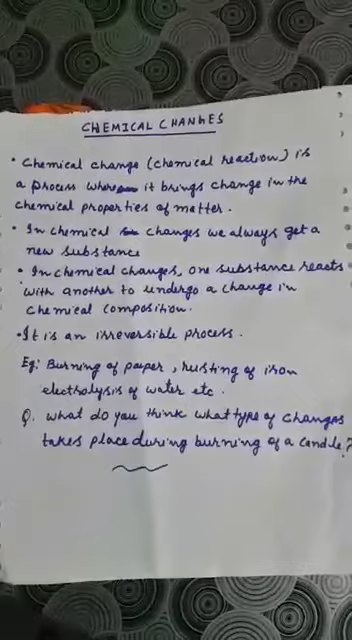 CHEMICAL CHANGES
• Chemical change (chemical reaction) is
a process where it brings change in the
chemical properties of matter.
• In chemical changes we always get a
new substance
• In chemical changes, one substance reacts
with another to undergo a change in
chemical composition.
• It is an irreversible process.
Eg: Burning of paper, rusting of iron
electrolysis of water etc.
Q. What do you think what type of changes
takes place during burning of a candle?